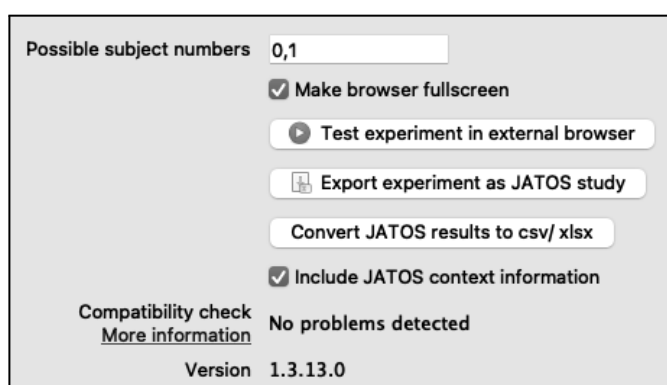 Possible subject numbers 0,1
Make browser fullscreen
Test experiment in external browser
Export experiment as JATOS study
Convert JATOS results to csv/ xlsx
Include JATOS context information
Compatibility check
More information
No problems detected
Version 1.3.13.0